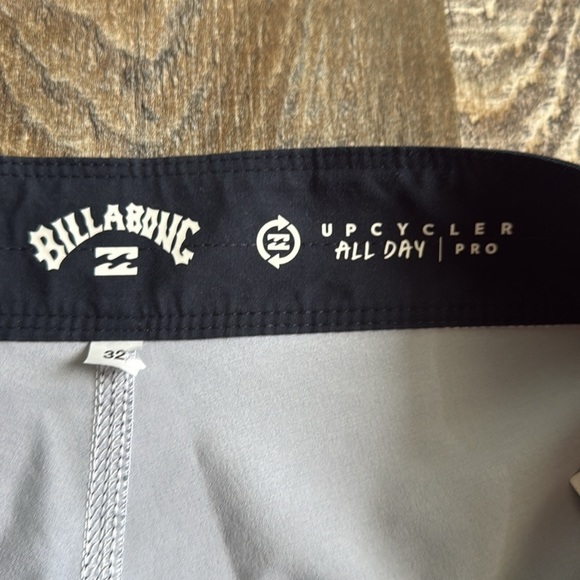 BILLABONG
UPCYCLER
ALL DAY | PRO
32